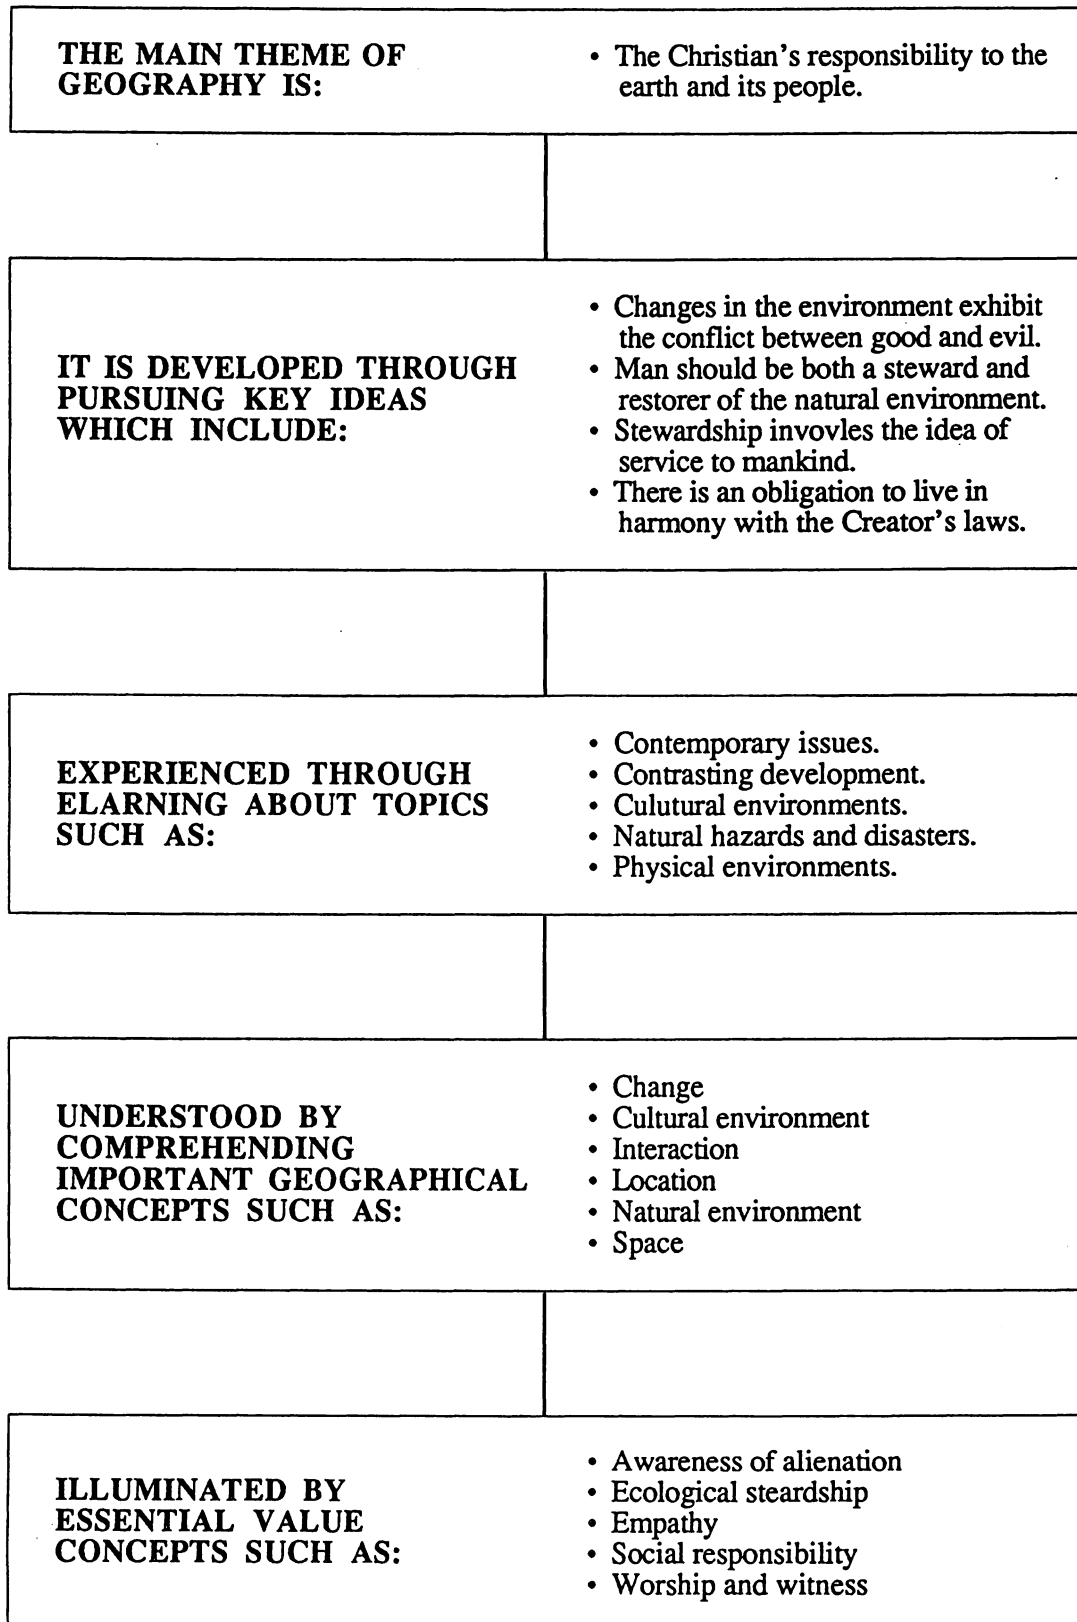 THE MAIN THEME OF
GEOGRAPHY IS:
• The Christian's responsibility to the
earth and its people.
IT IS DEVELOPED THROUGH
PURSUING KEY IDEAS
WHICH INCLUDE:
• Changes in the environment exhibit
the conflict between good and evil.
• Man should be both a steward and
restorer of the natural environment.
• Stewardship invovles the idea of
service to mankind.
• There is an obligation to live in
harmony with the Creator's laws.
EXPERIENCED THROUGH
ELARNING ABOUT TOPICS
SUCH AS:
• Contemporary issues.
• Contrasting development.
• Culutural environments.
• Natural hazards and disasters.
• Physical environments.
UNDERSTOOD BY
COMPREHENDING
IMPORTANT GEOGRAPHICAL
CONCEPTS SUCH AS:
• Change
• Cultural environment
• Interaction
• Location
• Natural environment
• Space
ILLUMINATED BY
ESSENTIAL VALUE
CONCEPTS SUCH AS:
• Awareness of alienation
• Ecological steardship
• Empathy
• Social responsibility
• Worship and witness